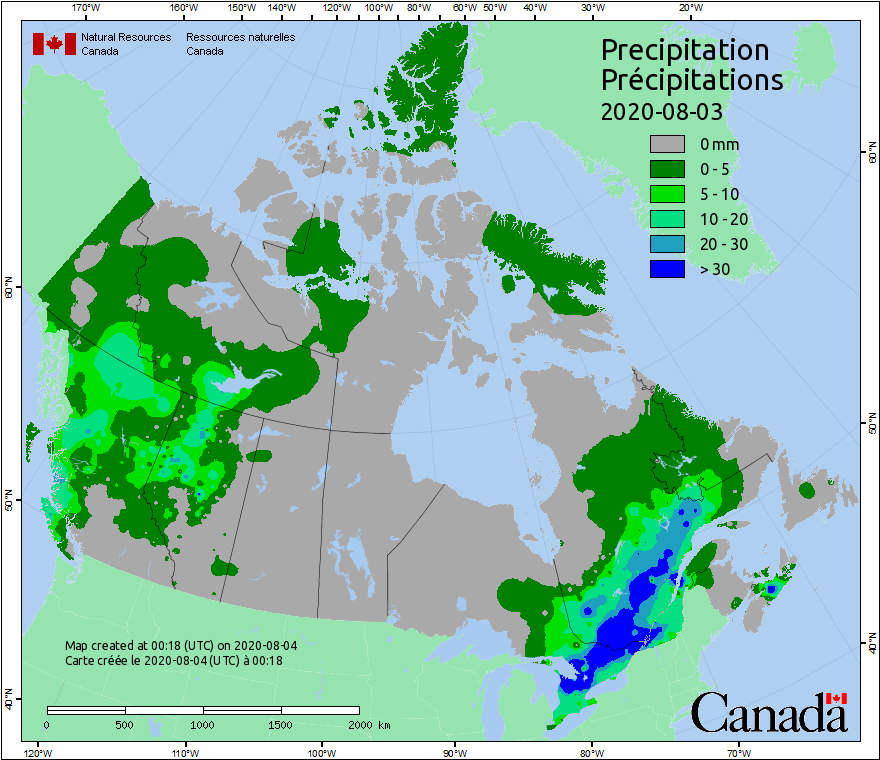 170°W 160°W 150°W 140°W 120°W 100°W 80°W 60°W 50°W 40°W 30°W 20°W
Natural Resources Ressources naturelles
Canada Canada
Precipitation
Précipitations
2020-08-03
0 mm
0 - 5
5 - 10
10 - 20
20 - 30
> 30
60°N
60°N
50°N
50°N
40°N
40°N
Map created at 00:18 (UTC) on 2020-08-04
Carte créée le 2020-08-04 (UTC) à 00:18
0 500 1000 1500 2000 km
Canada
120°W 110°W 100°W 90°W 80°W 70°W